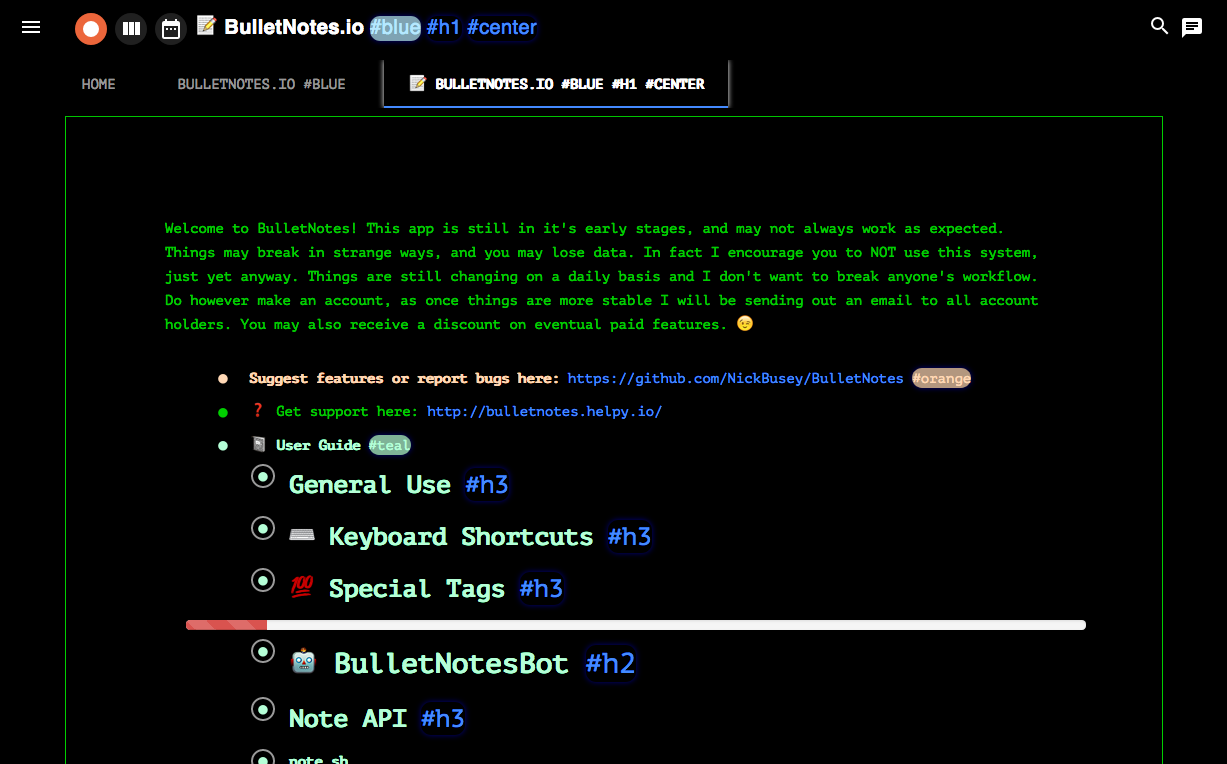 📝 BulletNotes.io #blue #h1 #center
HOME
BULLETNOTES.IO #BLUE
📝 BULLETNOTES.IO #BLUE #H1 #CENTER
Welcome to BulletNotes! This app is still in it's early stages, and may not always work as expected.
Things may break in strange ways, and you may lose data. In fact I encourage you to NOT use this system,
just yet anyway. Things are still changing on a daily basis and I don't want to break anyone's workflow.
Do however make an account, as once things are more stable I will be sending out an email to all account
holders. You may also receive a discount on eventual paid features. 😉
Suggest features or report bugs here: https://github.com/NickBusey/BulletNotes #orange
❓ Get support here: http://bulletnotes.helpy.io/
📓 User Guide #teal
General Use #h3
⌨️ Keyboard Shortcuts #h3
💯 Special Tags #h3
🤖 BulletNotesBot #h2
Note API #h3
note.sh